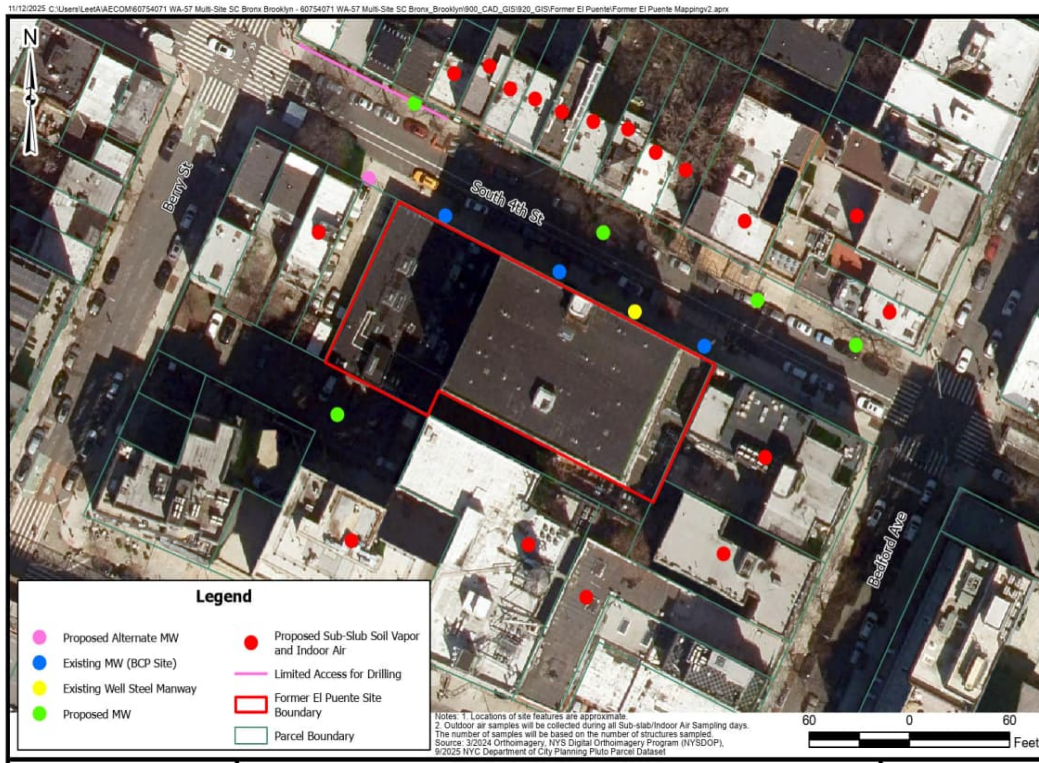 11/12/2025 C:\Users\LeetA\AECOM\60754071 WA-57 Multi-Site SC Bronx Brooklyn - 60754071 WA-57 Multi-Site SC Bronx_Brooklyn\900_CAD_GIS\920_GIS\Former El Puente\Former El Puente Mappingv2.aprx
N
Berry St
South 4th St
Bedford Ave
Legend
Proposed Alternate MW
Existing MW (BCP Site)
Existing Well Steel Manway
Proposed MW
Proposed Sub-Slub Soil Vapor
and Indoor Air
Limited Access for Drilling
Former El Puente Site
Boundary
Parcel Boundary
Notes: 1. Locations of site features are approximate.
2. Outdoor air samples will be collected during all Sub-slab/Indoor Air Sampling days.
The number of samples will be based on the number of structures sampled.
Source: 3/2024 Orthoimagery, NYS Digital Orthoimagery Program (NYSDOP),
9/2025 NYC Department of City Planning Pluto Parcel Dataset
60 0 60
Feet